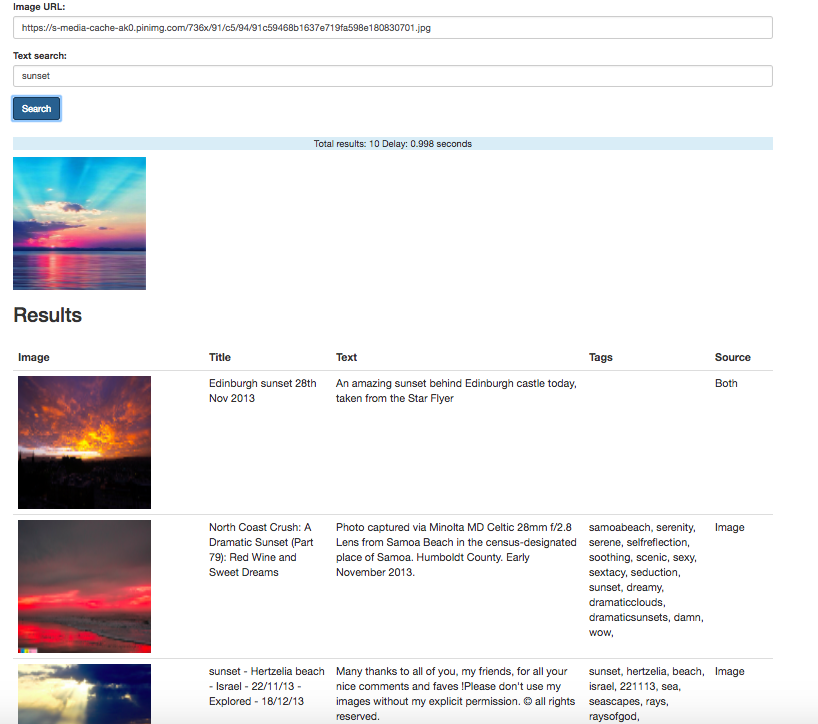 Image URL:
https://s-media-cache-ak0.pinimg.com/736x/91/c5/94/91c59468b1637e719fa598e180830701.jpg
Text search:
sunset
Search
Total results: 10 Delay: 0.998 seconds
Results
Image Title Text Tags Source
Edinburgh sunset 28th
Nov 2013
An amazing sunset behind Edinburgh castle today,
taken from the Star Flyer
Both
North Coast Crush: A
Dramatic Sunset (Part
79): Red Wine and
Sweet Dreams
Photo captured via Minolta MD Celtic 28mm f/2.8
Lens from Samoa Beach in the census-designated
place of Samoa. Humboldt County. Early
November 2013.
samoabeach, serenity,
serene, selfreflection,
soothing, scenic, sexy,
sextacy, seduction,
sunset, dreamy,
dramaticclouds,
dramaticsunsets, damn,
wow,
Image
sunset - Hertzelia beach
- Israel - 22/11/13 -
Explored - 18/12/13
Many thanks to all of you, my friends, for all your
nice comments and faves !Please don't use my
images without my explicit permission. © all rights
reserved.
sunset, hertzelia, beach,
israel, 221113, sea,
seascapes, rays,
raysofgod,
Image